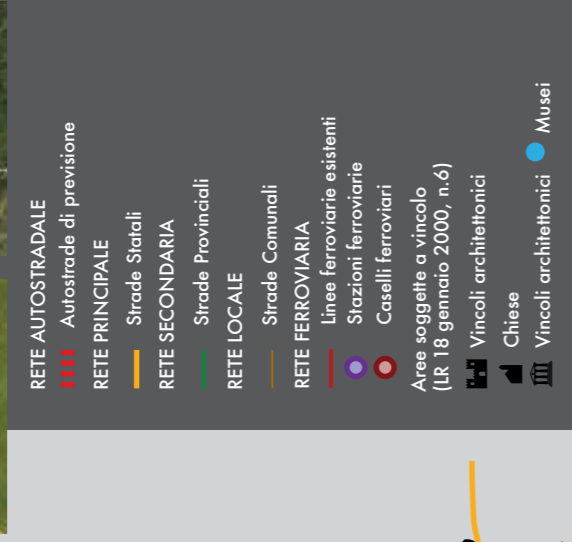 RETE AUTOSTRADALE
Autostrade di previsione
RETE PRINCIPALE
Strade Statali
RETE SECONDARIA
Strade Provinciali
RETE LOCALE
Strade Comunali
RETE FERROVIARIA
Linee ferroviarie esistenti
Stazioni ferroviarie
Caselli ferroviari
Aree soggette a vincolo
(LR 18 gennaio 2000, n.6)
Vincoli architettonici
Chiese
Vincoli architettonici
Musei